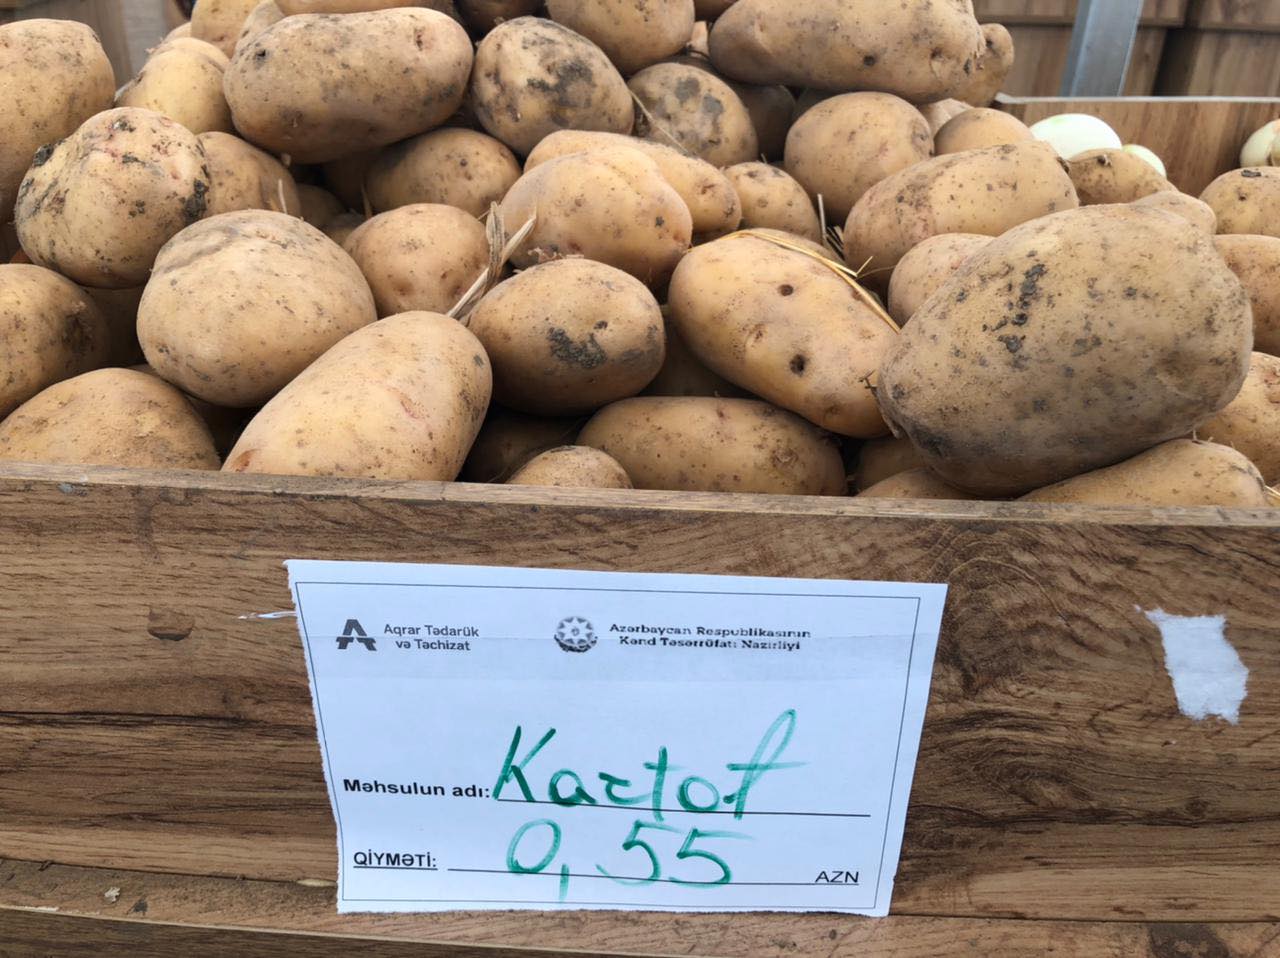 Aqrar Tədarük
və Təchizat
Azərbaycan Respublikasının
Kənd Təsərrüfatı Nazirliyi
Məhsulun adı: Kartof
QİYMƏTİ: 0,55 AZN